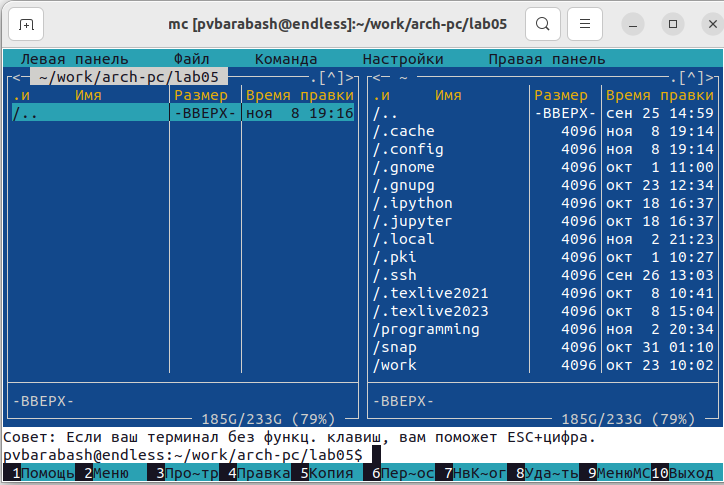 mc [pvbarabash@endless]:~/work/arch-pc/lab05
Левая панель Файл Команда Настройки Правая панель
<─ ~/work/arch-pc/lab05 ─.[^]>
.и Имя Размер Время правки
/.. -ВВЕРХ- ноя 8 19:16
-ВВЕРХ-
185G/233G (79%)
<─ ~ ─.[^]>
.и Имя Размер Время правки
/.. -ВВЕРХ- сен 25 14:59
/.cache 4096 ноя 8 19:14
/.config 4096 ноя 8 19:14
/.gnome 4096 окт 1 11:00
/.gnupg 4096 окт 23 12:34
/.ipython 4096 окт 18 16:37
/.jupyter 4096 окт 18 16:37
/.local 4096 ноя 2 21:23
/.pki 4096 окт 1 10:27
/.ssh 4096 сен 26 13:03
/.texlive2021 4096 окт 8 10:41
/.texlive2023 4096 окт 8 15:04
/programming 4096 ноя 2 20:34
/snap 4096 окт 31 01:10
/work 4096 окт 23 10:02
-ВВЕРХ-
185G/233G (79%)
Совет: Если ваш терминал без функц. клавиш, вам поможет ESC+цифра.
pvbarabash@endless:~/work/arch-pc/lab05$
1Помощь 2Меню 3Про~тр 4Правка 5Копия 6Пер~ос 7НвК~ог 8Уда~ть 9МенюМС 10Выход